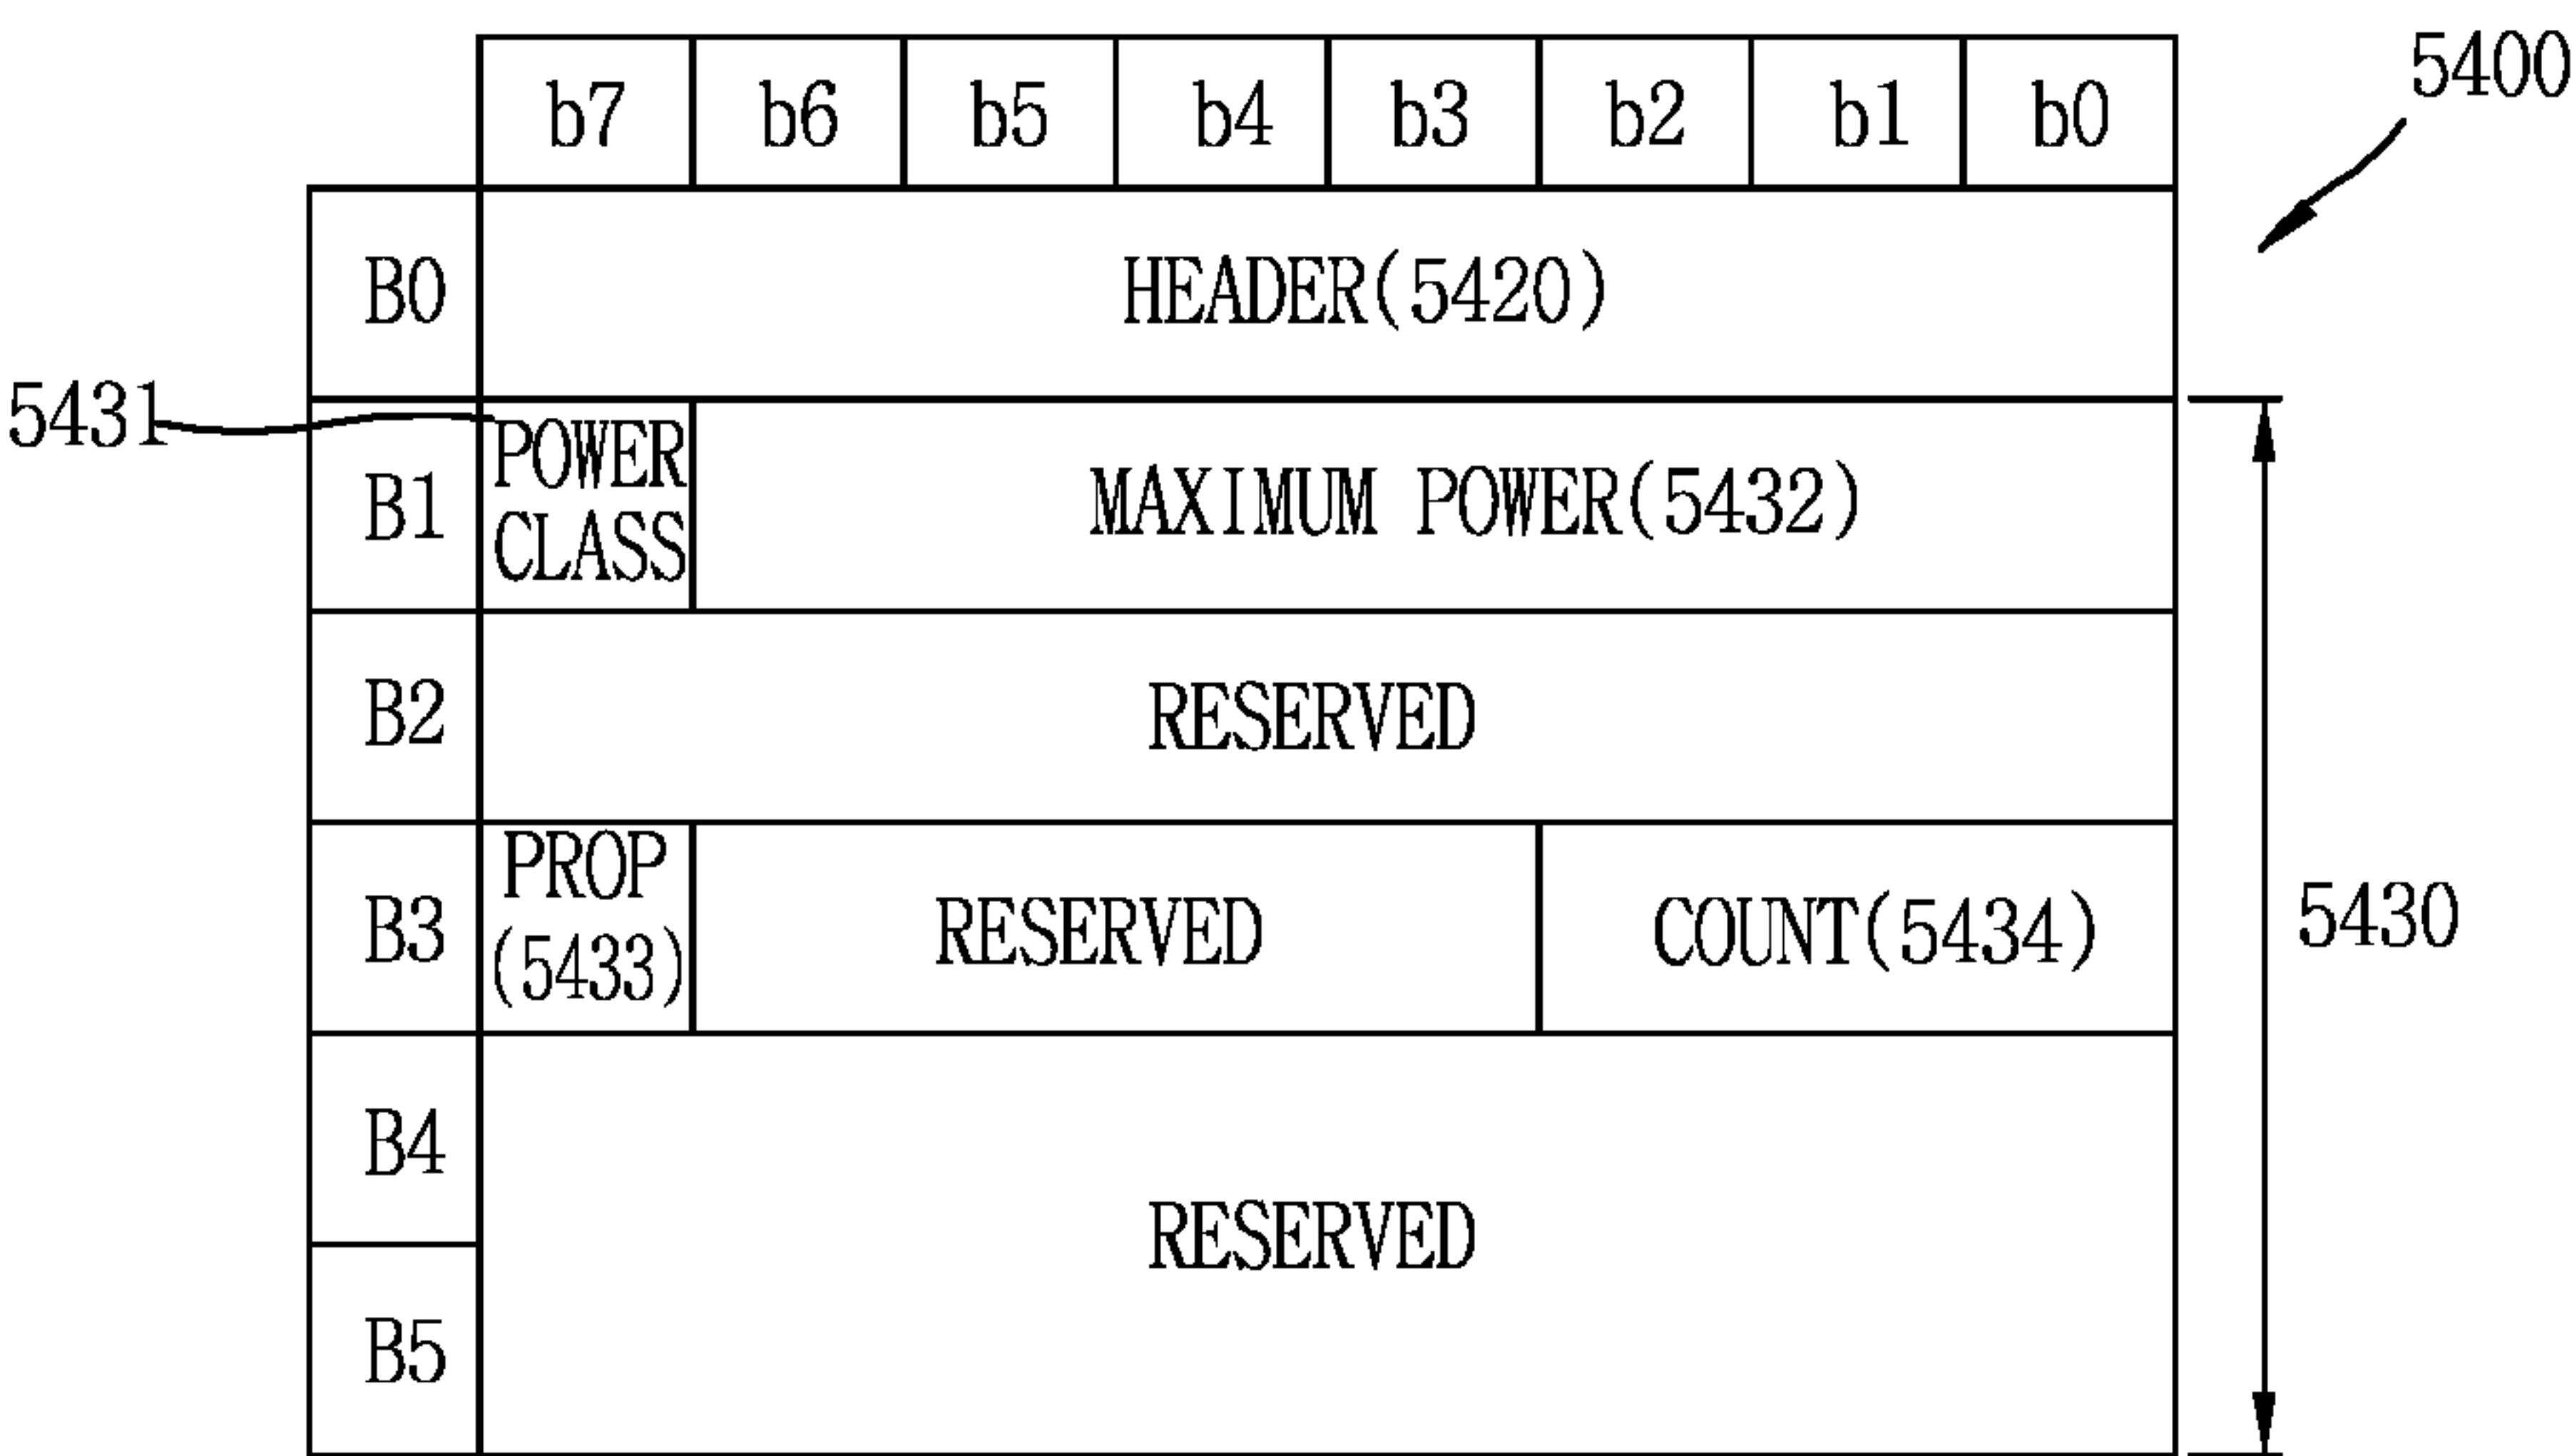 5400
b7 b6 b5 b4 b3 b2 b1 b0
B0 HEADER(5420)
5431
B1 POWER CLASS MAXIMUM POWER(5432)
B2 RESERVED
B3 PROP (5433) RESERVED COUNT(5434)
5430
B4
RESERVED
B5